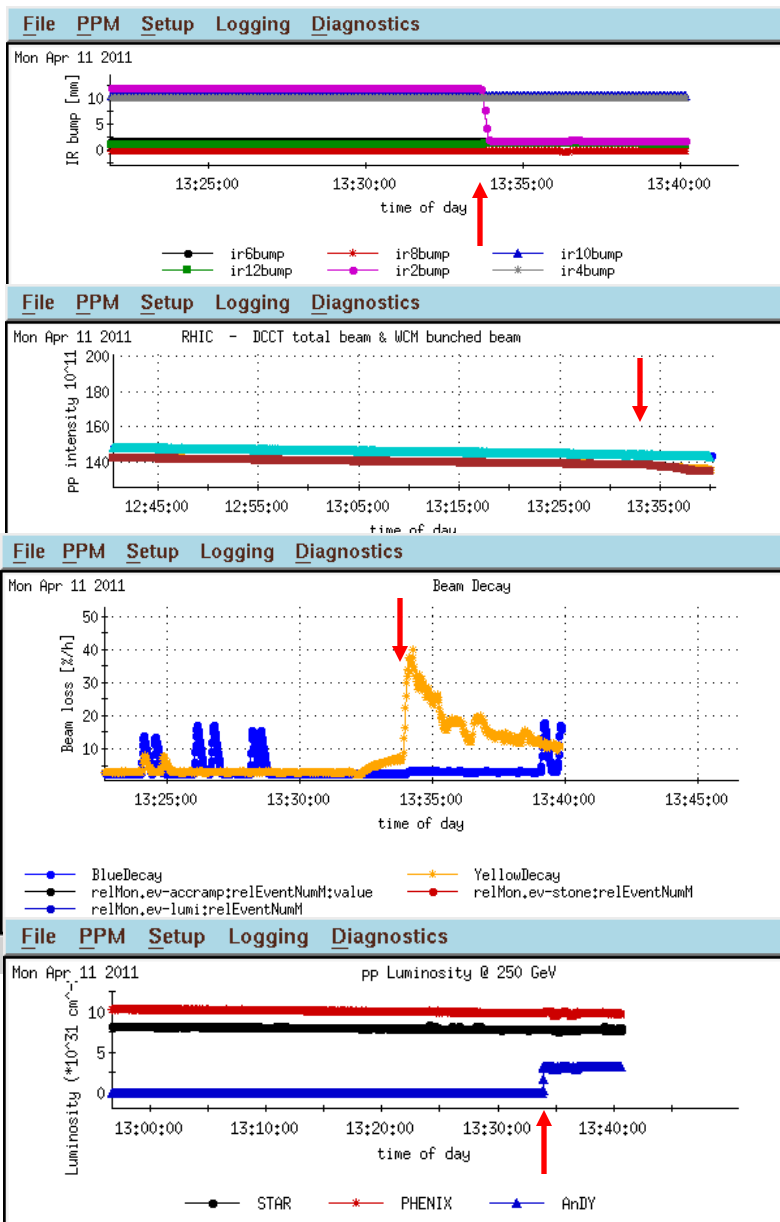 File PPM Setup Logging Diagnostics
Mon Apr 11 2011
IR bump [mm]
10
5
0
13:25:00 13:30:00 13:35:00 13:40:00
time of day
ir6bump ir8bump ir10bump
ir12bump ir2bump ir4bump
File PPM Setup Logging Diagnostics
Mon Apr 11 2011 RHIC - DCCT total beam & WCM bunched beam
pp intensity 10^11
200
180
160
140
12:45:00 12:55:00 13:05:00 13:15:00 13:25:00 13:35:00
time of day
File PPM Setup Logging Diagnostics
Mon Apr 11 2011 Beam Decay
Beam loss [%/h]
50
40
30
20
10
13:25:00 13:30:00 13:35:00 13:40:00 13:45:00
time of day
BlueDecay YellowDecay
relMon.ev-accramp:relEventNumM:value relMon.ev-stone:relEventNumM
relMon.ev-lumi:relEventNumM
File PPM Setup Logging Diagnostics
Mon Apr 11 2011 pp Luminosity @ 250 GeV
Luminosity (*10^31 cm^-
10
5
0
13:00:00 13:10:00 13:20:00 13:30:00 13:40:00
time of day
STAR PHENIX AnDY